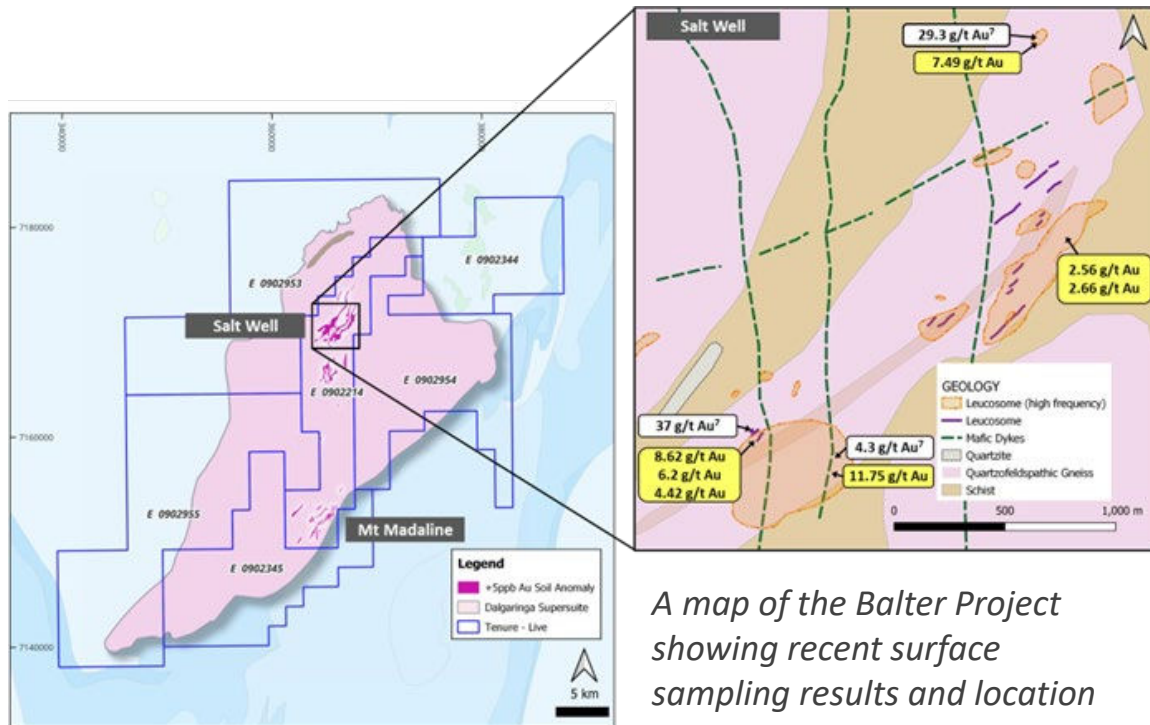 Salt Well
29.3 g/t Au⁷
7.49 g/t Au
2.56 g/t Au
2.66 g/t Au
37 g/t Au⁷
8.62 g/t Au
6.2 g/t Au
4.42 g/t Au
4.3 g/t Au⁷
11.75 g/t Au
GEOLOGY
Leucosome (high frequency)
Leucosome
Mafic Dykes
Quartzite
Quartzofeldspathic Gneiss
Schist
0 500 1,000 m
340000 360000 380000
7180000
7160000
7140000
E 0902344
E 0902953
Salt Well
E 0902954
E 0902214
E 0902955
Mt Madaline
E 0902345
Legend
+5ppb Au Soil Anomaly
Dalgaringa Supersuite
Tenure - Live
5 km
A map of the Balter Project
showing recent surface
sampling results and location